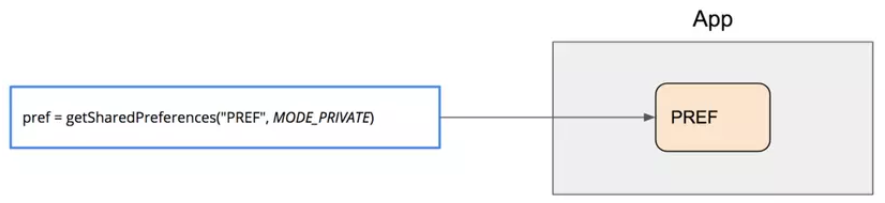 App
pref = getSharedPreferences("PREF", MODE_PRIVATE)
PREF